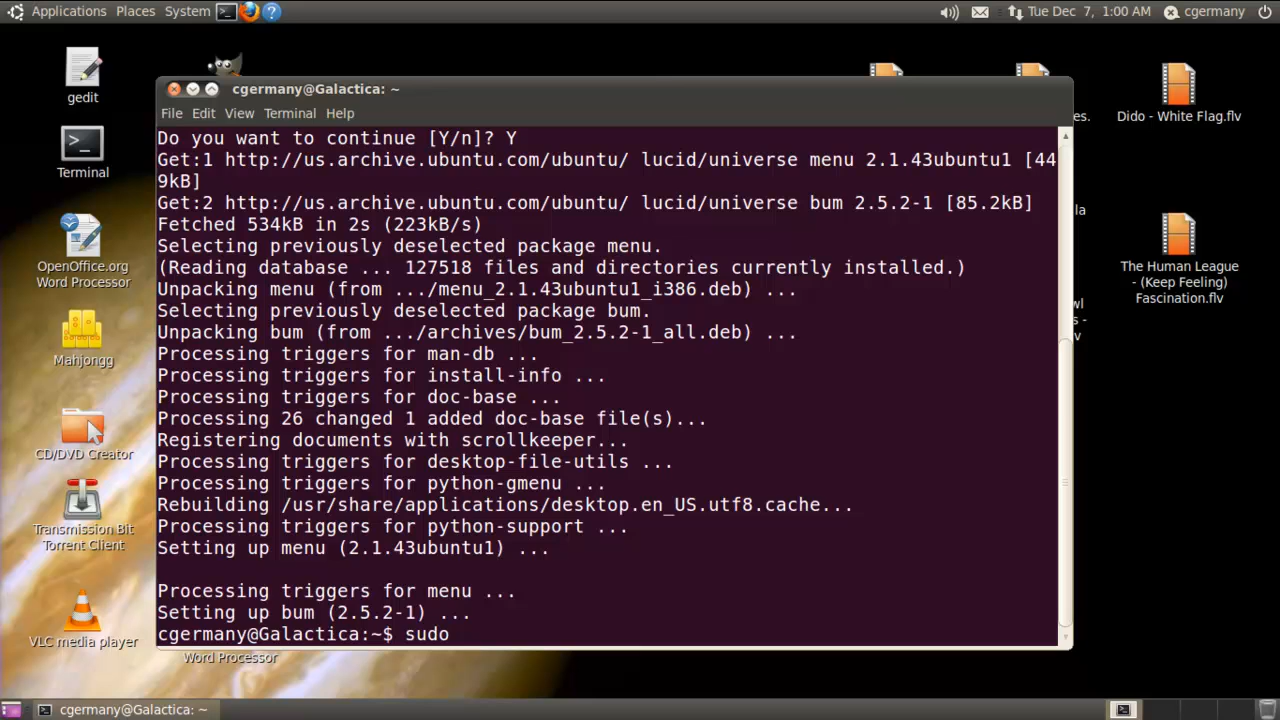 Applications Places System
Tue Dec 7, 1:00 AM cgermany
gedit
Terminal
OpenOffice.org
Word Processor
Mahjongg
CD/DVD Creator
Transmission Bit
Torrent Client
VLC media player
cgermany@Galactica: ~
File Edit View Terminal Help
Do you want to continue [Y/n]? Y
Get:1 http://us.archive.ubuntu.com/ubuntu/ lucid/universe menu 2.1.43ubuntu1 [44
9kB]
Get:2 http://us.archive.ubuntu.com/ubuntu/ lucid/universe bum 2.5.2-1 [85.2kB]
Fetched 534kB in 2s (223kB/s)
Selecting previously deselected package menu.
(Reading database ... 127518 files and directories currently installed.)
Unpacking menu (from .../menu_2.1.43ubuntu1_i386.deb) ...
Selecting previously deselected package bum.
Unpacking bum (from .../archives/bum_2.5.2-1_all.deb) ...
Processing triggers for man-db ...
Processing triggers for install-info ...
Processing triggers for doc-base ...
Processing 26 changed 1 added doc-base file(s)...
Registering documents with scrollkeeper...
Processing triggers for desktop-file-utils ...
Processing triggers for python-gmenu ...
Rebuilding /usr/share/applications/desktop.en_US.utf8.cache...
Processing triggers for python-support ...
Setting up menu (2.1.43ubuntu1) ...
Processing triggers for menu ...
Setting up bum (2.5.2-1) ...
cgermany@Galactica:~$ sudo
Word Processor
Dido - White Flag.flv
The Human League
- (Keep Feeling)
Fascination.flv
cgermany@Galactica: ~